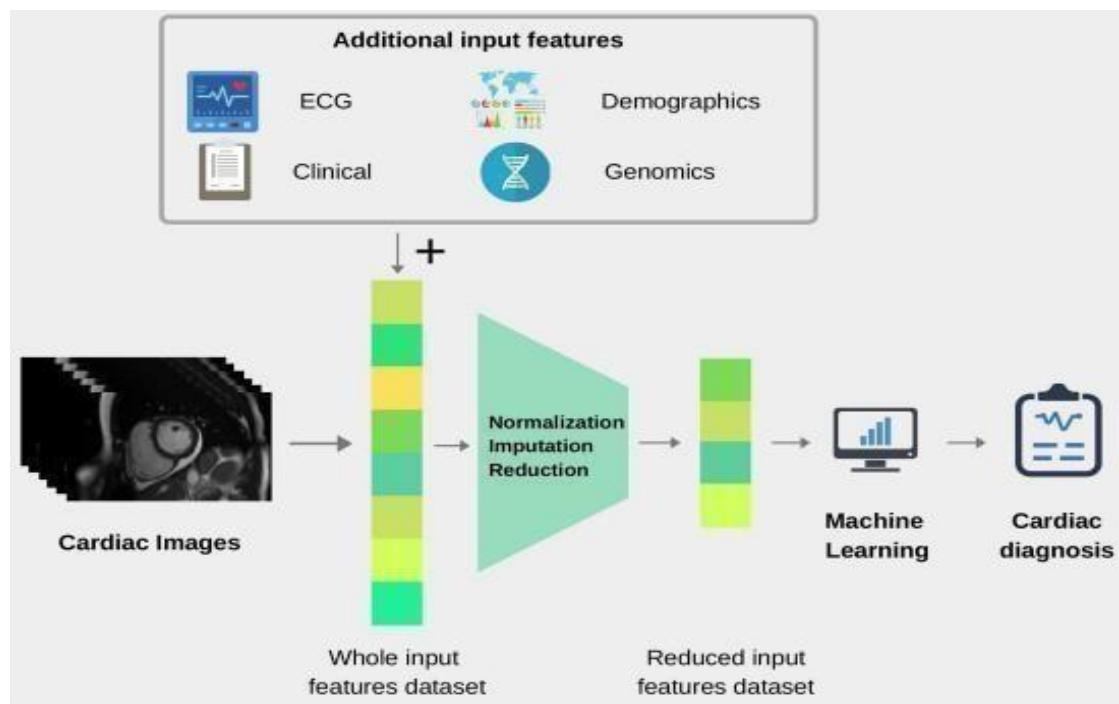 Additional input features
ECG
Demographics
Clinical
Genomics
+
Normalization
Imputation
Reduction
Cardiac Images
Machine
Learning
Cardiac
diagnosis
Whole input
features dataset
Reduced input
features dataset